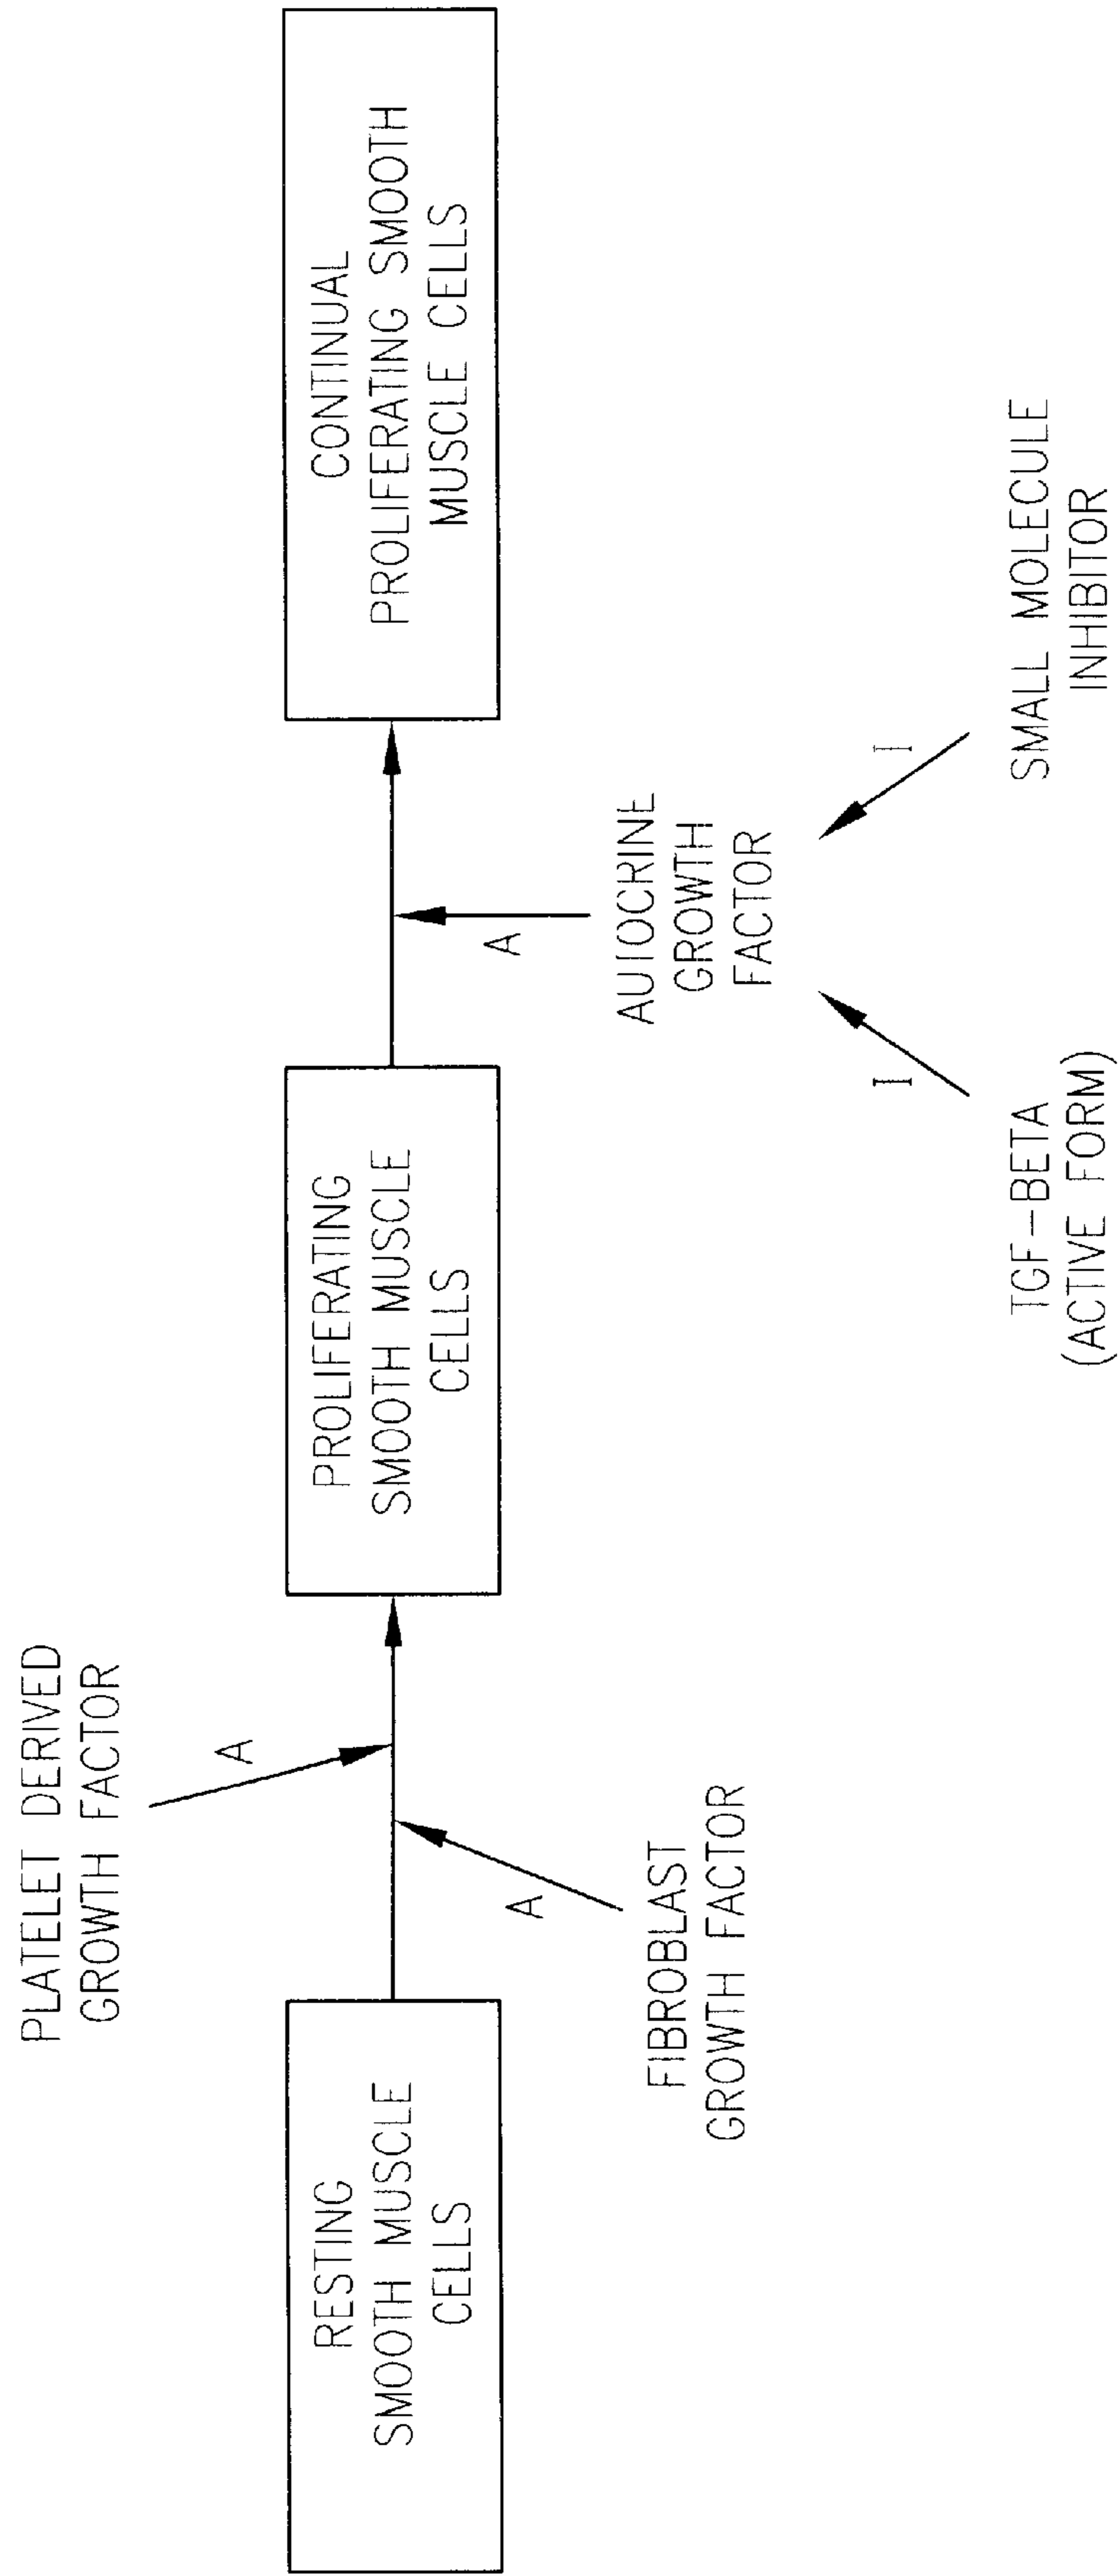 PLATELET DERIVED
GROWTH FACTOR
A
RESTING
SMOOTH MUSCLE
CELLS
A
FIBROBLAST
GROWTH FACTOR
PROLIFERATING
SMOOTH MUSCLE
CELLS
A
AUTOCRINE
GROWTH
FACTOR
CONTINUAL
PROLIFERATING SMOOTH
MUSCLE CELLS
I
TGF-BETA
(ACTIVE FORM)
I
SMALL MOLECULE
INHIBITOR